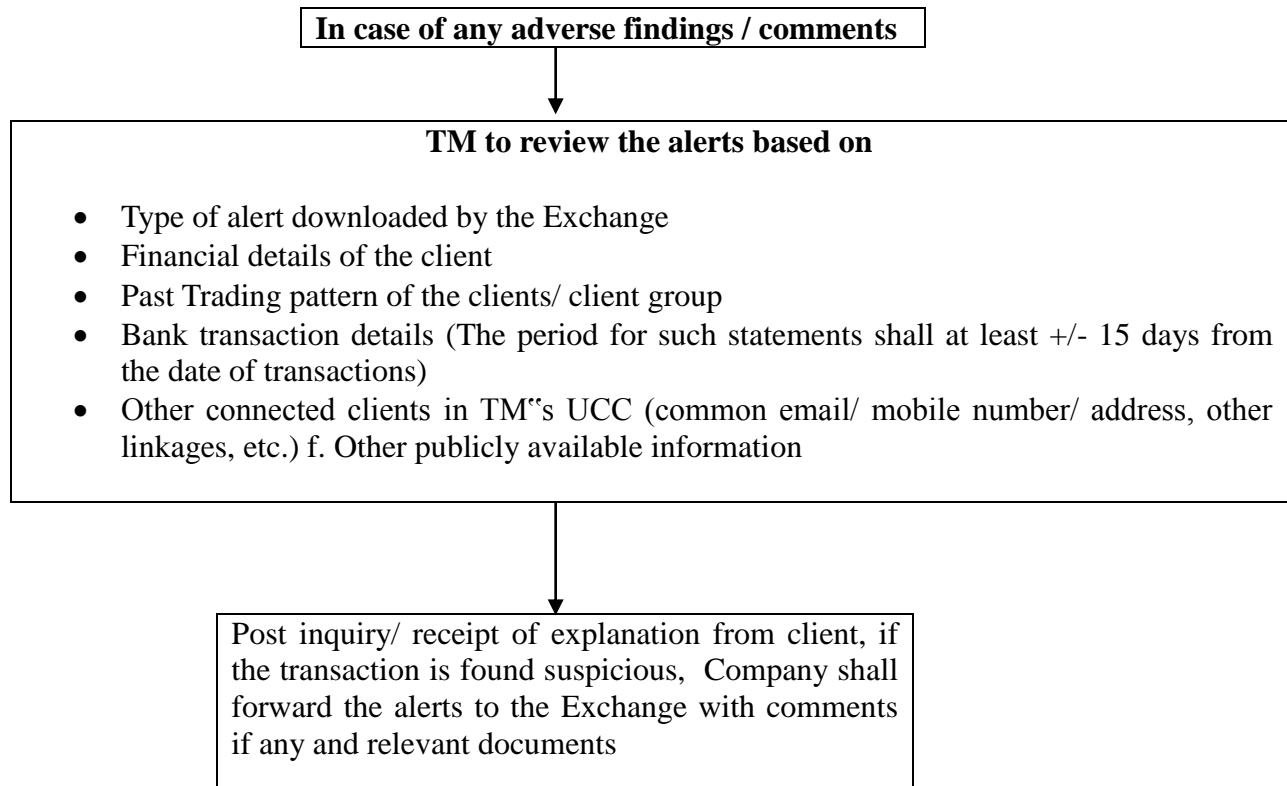 In case of any adverse findings / comments
TM to review the alerts based on
• Type of alert downloaded by the Exchange
• Financial details of the client
• Past Trading pattern of the clients/ client group
• Bank transaction details (The period for such statements shall at least +/- 15 days from
the date of transactions)
• Other connected clients in TM‟s UCC (common email/ mobile number/ address, other
linkages, etc.) f. Other publicly available information
Post inquiry/ receipt of explanation from client, if
the transaction is found suspicious, Company shall
forward the alerts to the Exchange with comments
if any and relevant documents